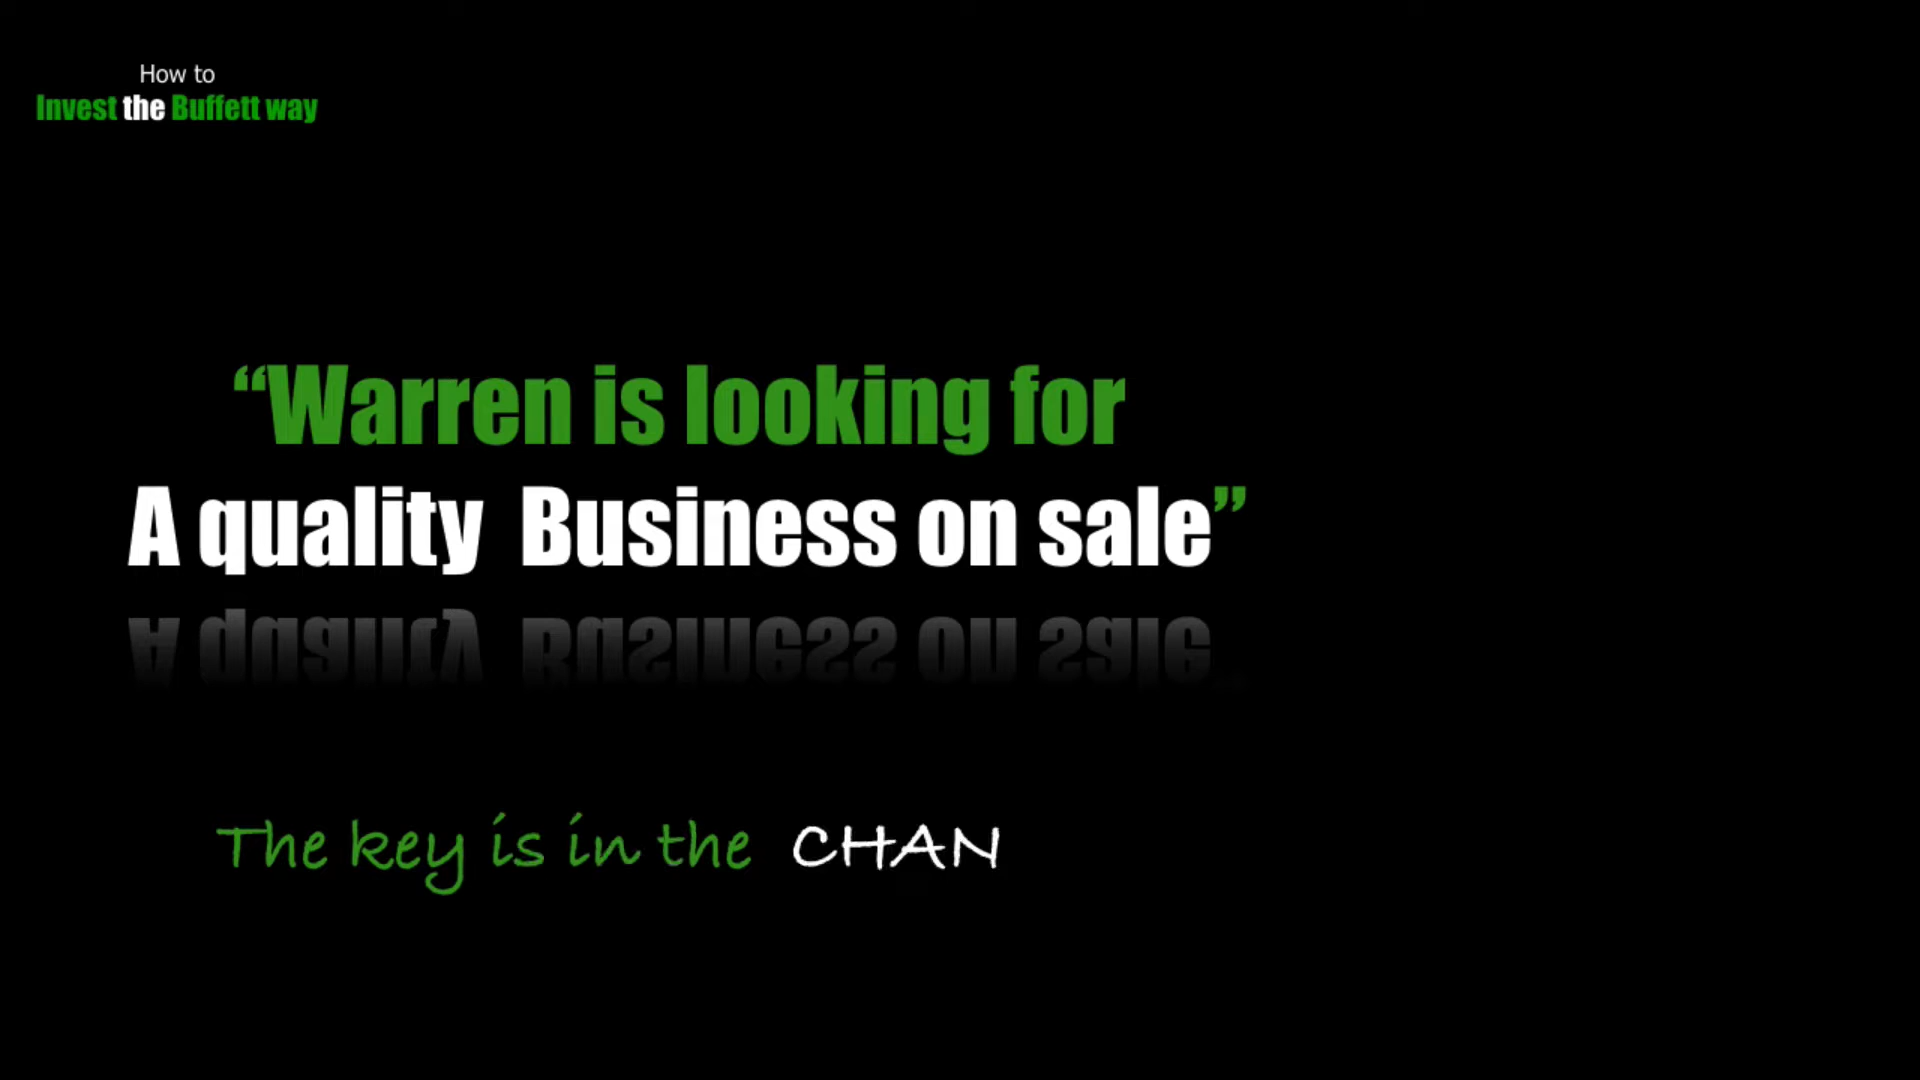 How to
Invest the Buffett way
“Warren is looking for
A quality Business on sale”
The key is in the CHAN